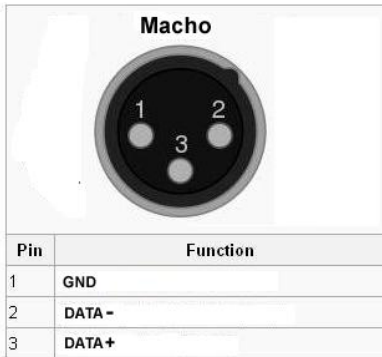 Macho
1 2
3
Pin Function
1 GND
2 DATA-
3 DATA+